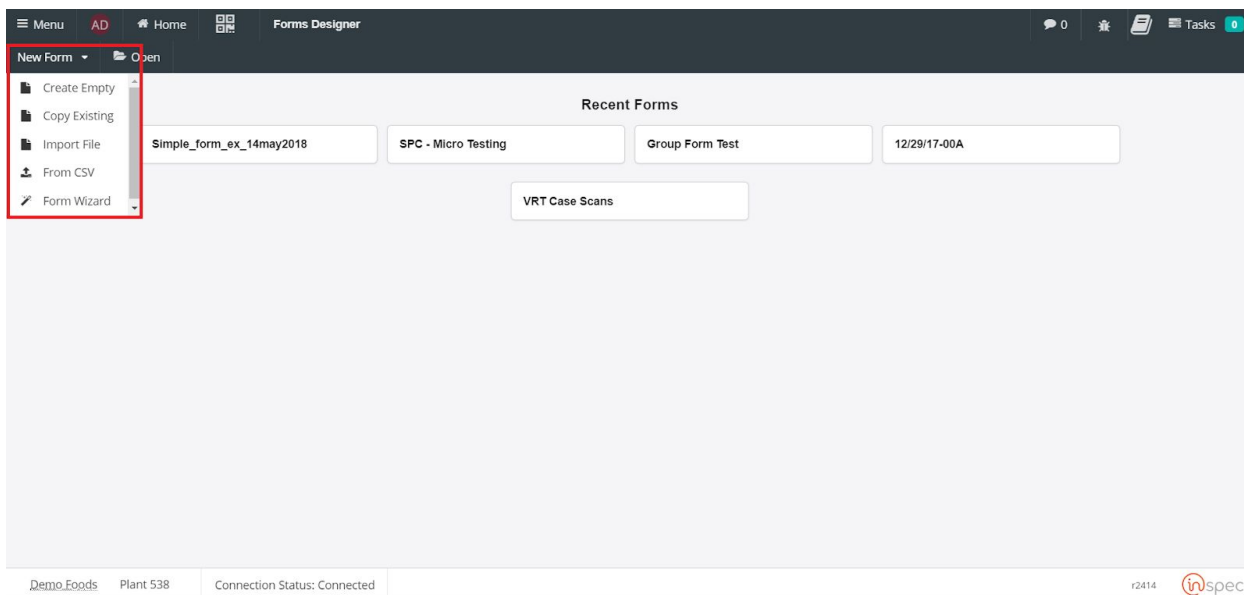 Menu AD Home Forms Designer 0 Tasks 0
New Form Open
Create Empty
Copy Existing
Import File
From CSV
Form Wizard
Recent Forms
Simple_form_ex_14may2018 SPC - Micro Testing Group Form Test 12/29/17-00A
VRT Case Scans
Demo Foods Plant 538 Connection Status: Connected r2414 inspec